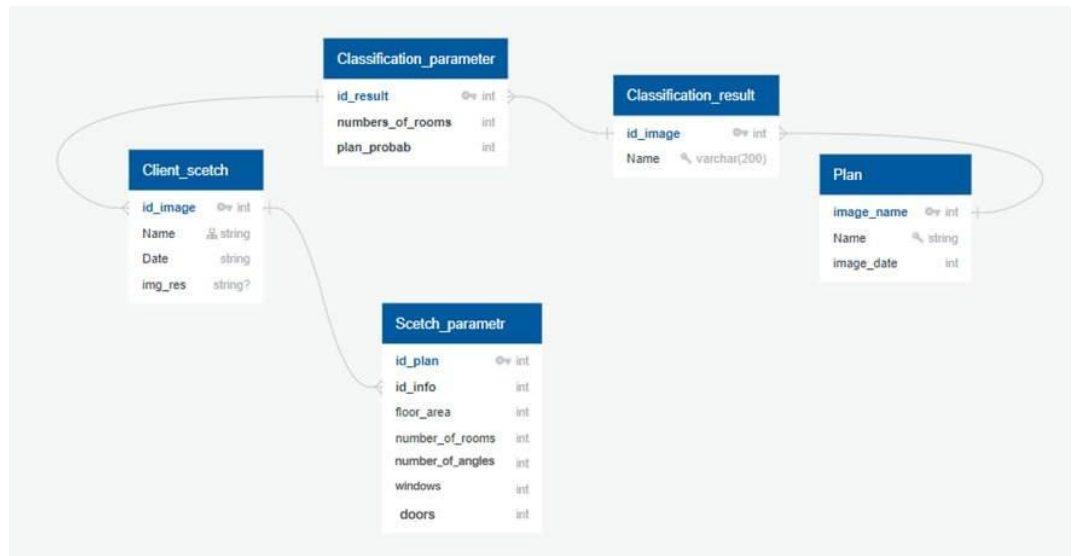 Classification_parameter
id_result int
numbers_of_rooms int
plan_probab int
Classification_result
id_image int
Name varchar(200)
Client_scetch
id_image int
Name string
Date string
img_res string?
Plan
image_name int
Name string
image_date int
Scetch_parametr
id_plan int
id_info int
floor_area int
number_of_rooms int
number_of_angles int
windows int
doors int